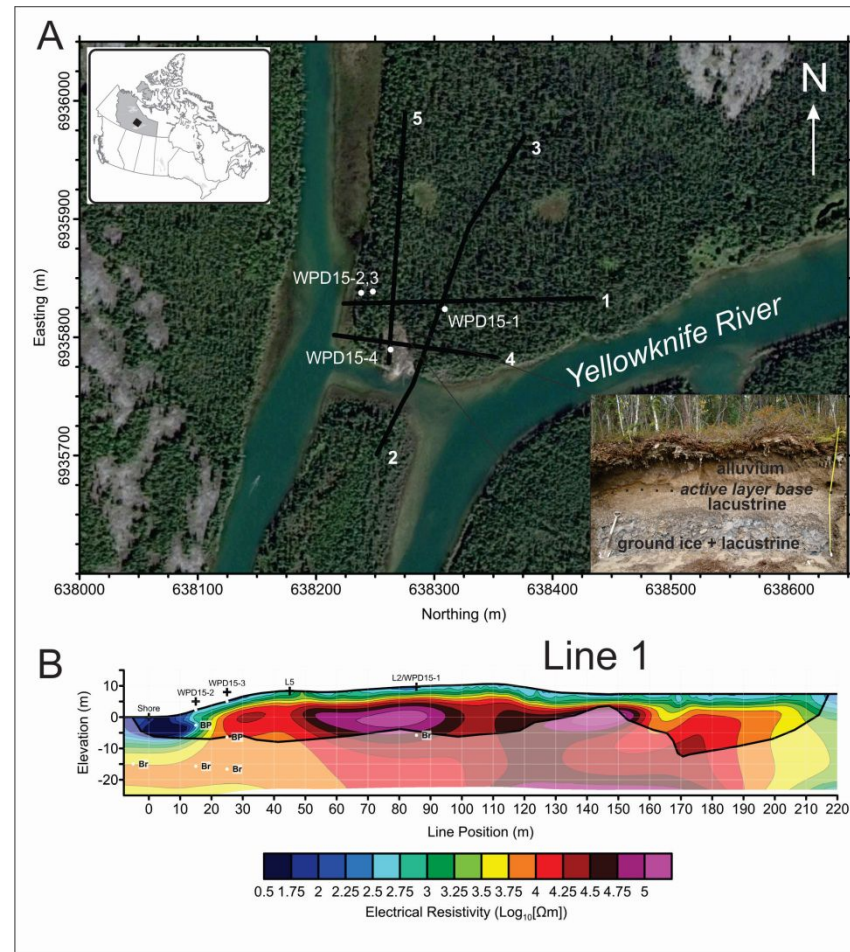 A
N
5
3
6936000
6935900
6935800
6935700
Easting (m)
WPD15-2,3
1
WPD15-1
WPD15-4
4
Yellowknife River
2
alluvium
active layer base
lacustrine
ground ice + lacustrine
638000 638100 638200 638300 638400 638500 638600
Northing (m)
B
Line 1
Shore
WPD15-2
WPD15-3
L5
L2/WPD15-1
Elevation (m)
10
0
-10
-20
BP
BP
Br
Br
Br
Br
0 10 20 30 40 50 60 70 80 90 100 110 120 130 140 150 160 170 180 190 200 210 220
Line Position (m)
0.5 1.75 2 2.25 2.5 2.75 3 3.25 3.5 3.75 4 4.25 4.5 4.75 5
Electrical Resistivity (Log10[Ωm])